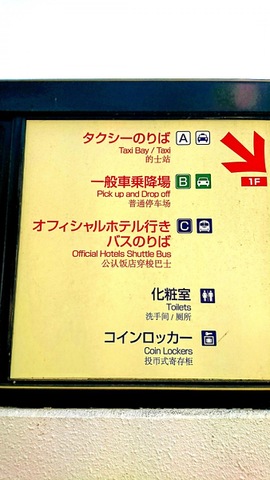 タクシーのりば A
Taxi Bay / Taxi
的士站
一般車乗降場 B
Pick up and Drop off
普通停车场
1F
オフィシャルホテル行き
バスのりば C
Official Hotels Shuttle Bus
公认饭店穿梭巴士
化粧室
Toilets
洗手间 / 厕所
コインロッカー
Coin Lockers
投币式寄存柜